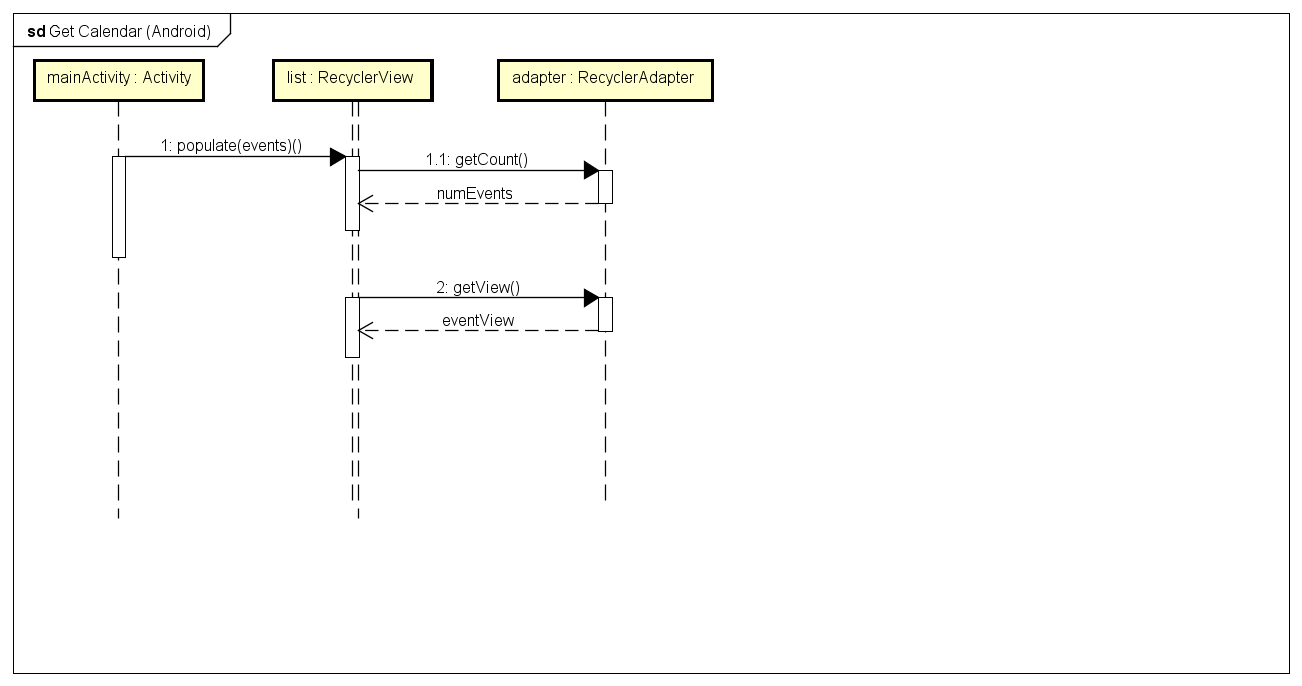 sd Get Calendar (Android)
mainActivity : Activity
list : RecyclerView
adapter : RecyclerAdapter
1: populate(events)()
1.1: getCount()
numEvents
2: getView()
eventView